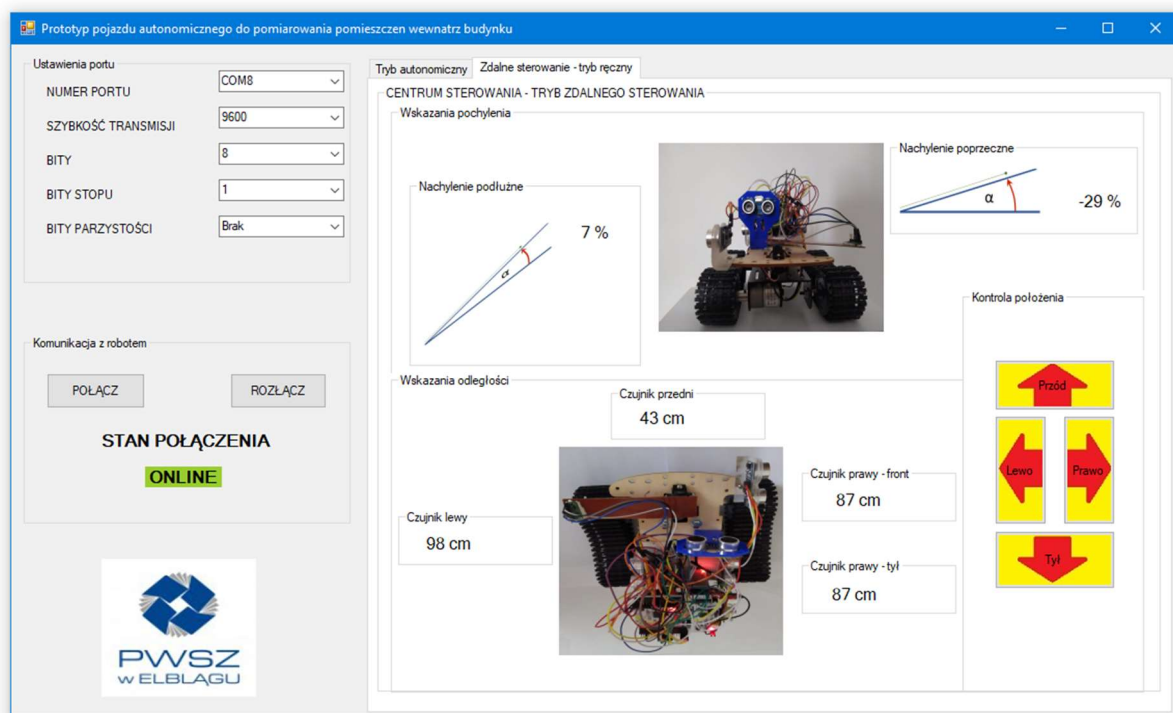 Prototyp pojazdu autonomicznego do pomiarowania pomieszczen wewnatrz budynku
Ustawienia portu
NUMER PORTU
COM8
SZYBKOŚĆ TRANSMISJI
9600
BITY
8
BITY STOPU
1
BITY PARZYSTOŚCI
Brak
Komunikacja z robotem
POŁĄCZ
ROZŁĄCZ
STAN POŁĄCZENIA
ONLINE
PWSZ
W ELBLĄGU
Tryb autonomiczny
Zdalne sterowanie - tryb ręczny
CENTRUM STEROWANIA - TRYB ZDALNEGO STEROWANIA
Wskazania pochylenia
Nachylenie podłużne
α
7 %
Nachylenie poprzeczne
α
-29 %
Wskazania odległości
Czujnik przedni
43 cm
Czujnik lewy
98 cm
Czujnik prawy - front
87 cm
Czujnik prawy - tył
87 cm
Kontrola położenia
Przód
Lewo
Prawo
Tył